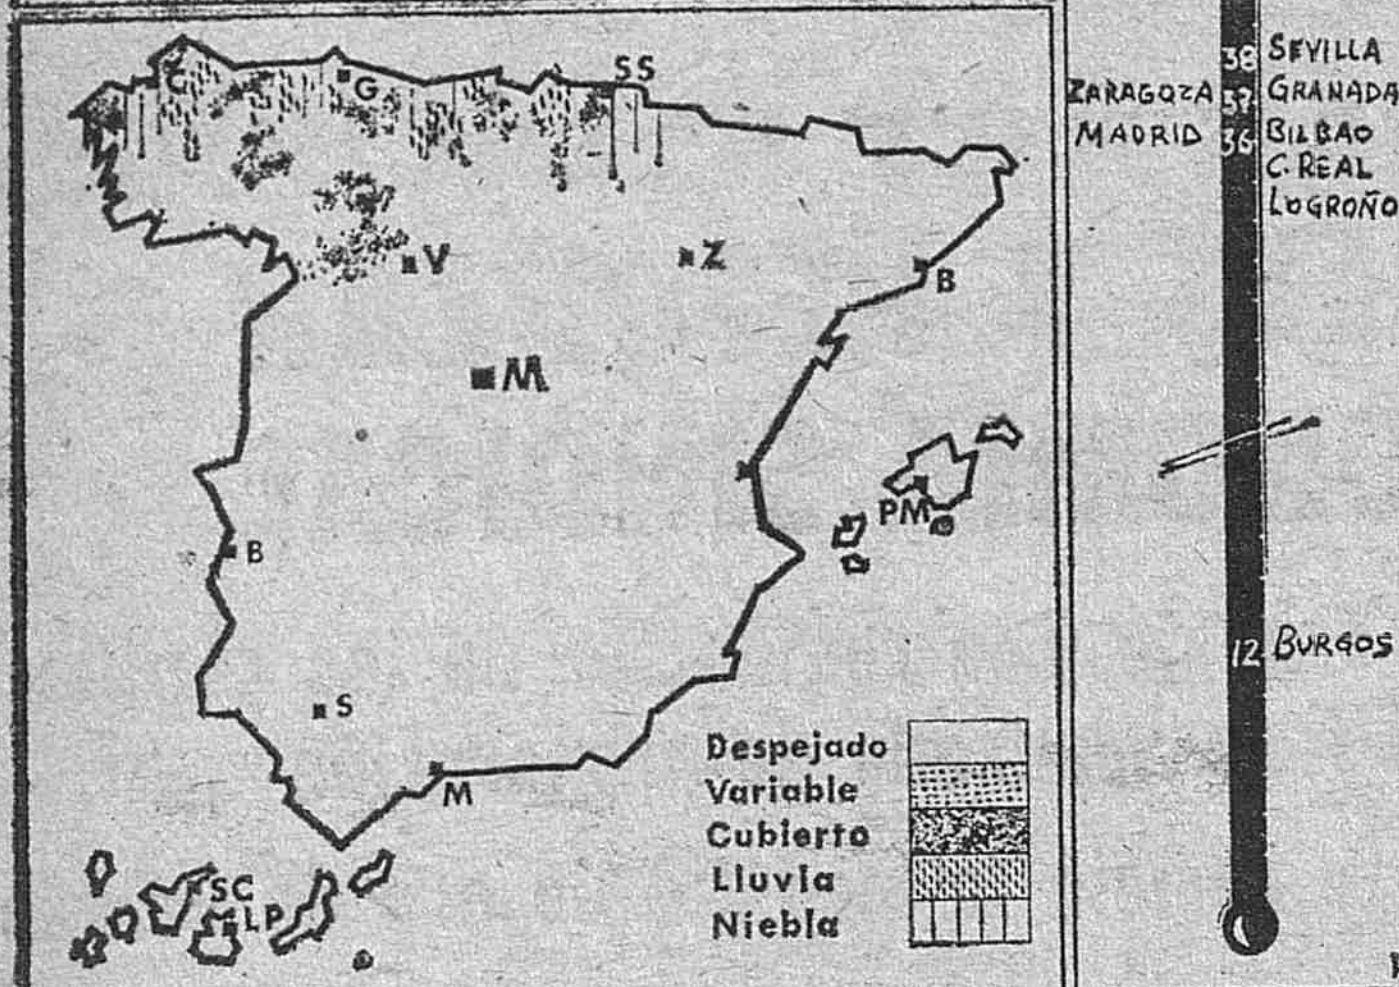 C
G
SS
V
Z
B
M
PM
B
S
M
SC
LP
Despejado
Variable
Cubierto
Lluvia
Niebla
38 SEVILLA
ZARAGOZA 37 GRANADA
MADRID 36 BILBAO
C. REAL
LOGROÑO
12 BURGOS